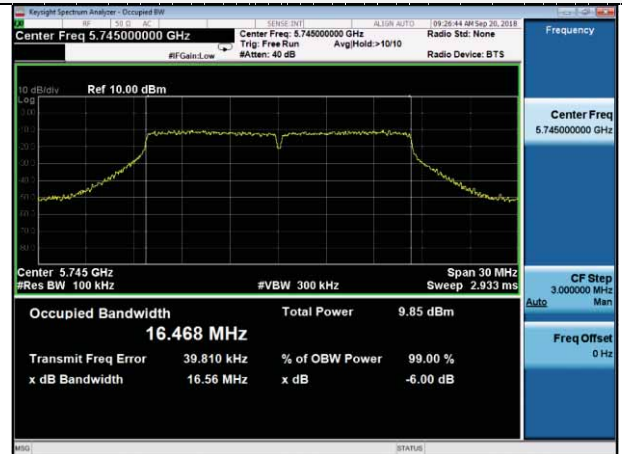 Keysight Spectrum Analyzer - Occupied BW
RF 50 Ω AC SENSE:INT ALIGN AUTO 09:26:44 AM Sep 20, 2018
Center Freq 5.745000000 GHz Center Freq: 5.745000000 GHz Radio Std: None
Trig: Free Run Avg|Hold:>10/10
#IFGain:Low #Atten: 40 dB Radio Device: BTS
Frequency
10 dB/div Ref 10.00 dBm
Log
Center Freq
5.745000000 GHz
Center 5.745 GHz Span 30 MHz
#Res BW 100 kHz #VBW 300 kHz Sweep 2.933 ms
CF Step
3.000000 MHz
Auto Man
Occupied Bandwidth Total Power 9.85 dBm
16.468 MHz
Transmit Freq Error 39.810 kHz % of OBW Power 99.00 %
x dB Bandwidth 16.56 MHz x dB -6.00 dB
Freq Offset
0 Hz
MSG STATUS